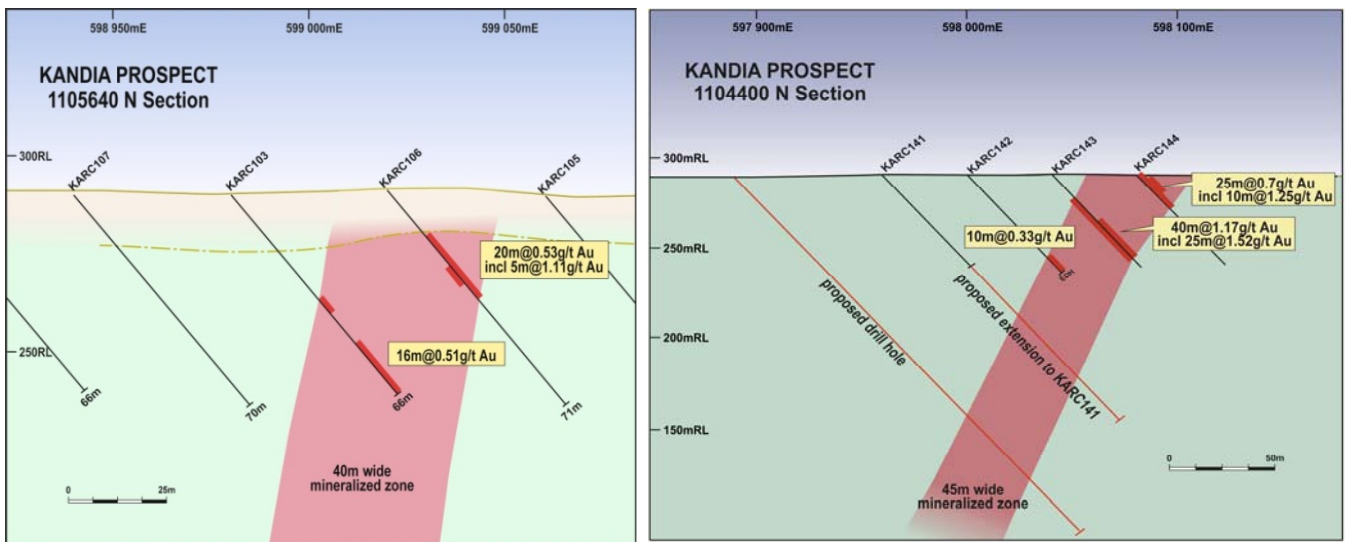 598 950mE
599 000mE
599 050mE
KANDIA PROSPECT
1105640 N Section
300RL
KARC107
KARC103
KARC106
KARC105
20m@0.53g/t Au
incl 5m@1.11g/t Au
250RL
16m@0.51g/t Au
66m
70m
66m
71m
40m wide
mineralized zone
0
25m
597 900mE
598 000mE
598 100mE
KANDIA PROSPECT
1104400 N Section
300mRL
KARC141
KARC142
KARC143
KARC144
25m@0.7g/t Au
incl 10m@1.25g/t Au
10m@0.33g/t Au
40m@1.17g/t Au
incl 25m@1.52g/t Au
250mRL
proposed drill hole
proposed extension to KARC141
200mRL
150mRL
0
50m
45m wide
mineralized zone